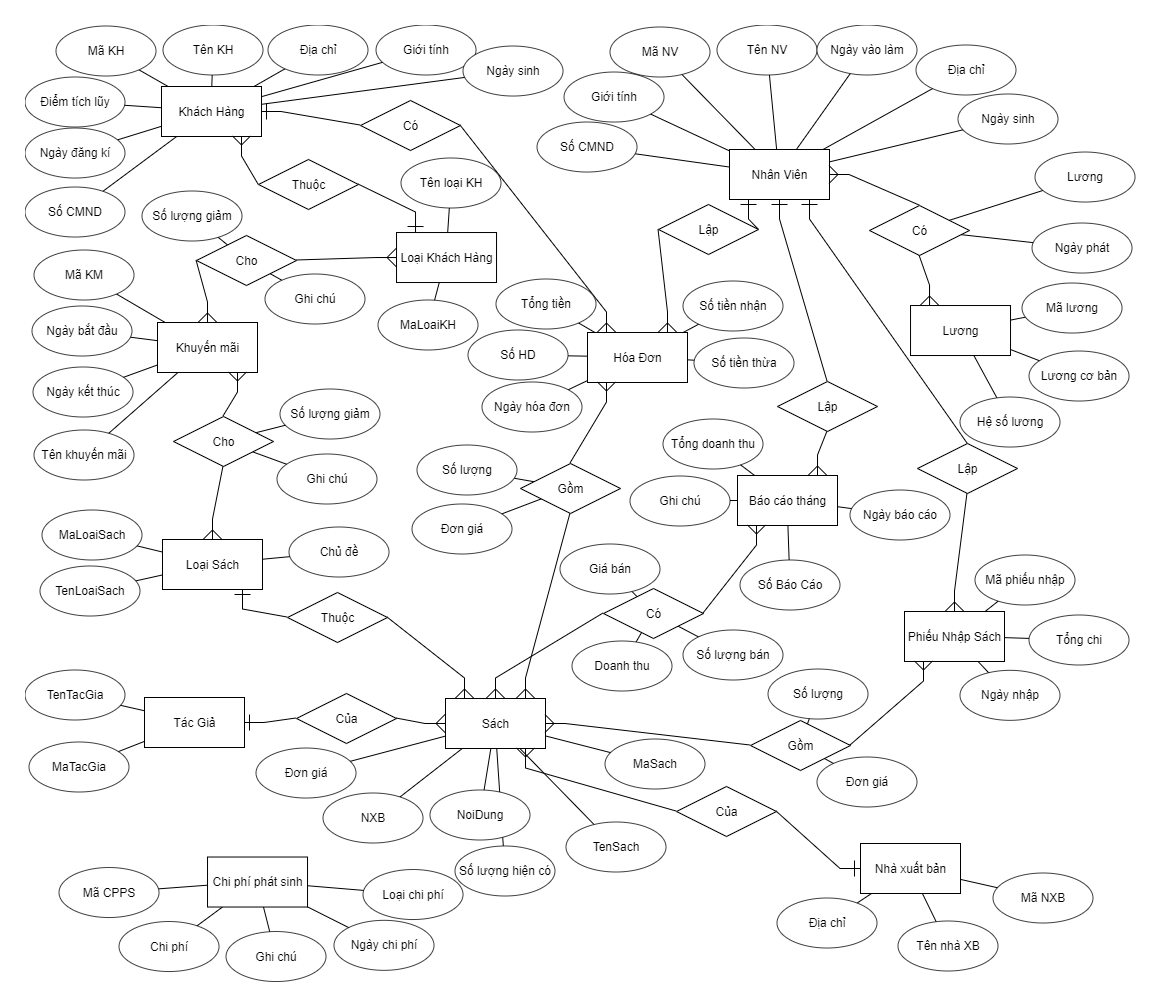 Mã KH
Tên KH
Địa chỉ
Giới tính
Ngày sinh
Điểm tích lũy
Khách Hàng
Ngày đăng kí
Số CMND
Có
Thuộc
Tên loại KH
Số lượng giảm
Cho
Loại Khách Hàng
Ghi chú
MaLoaiKH
Mã KM
Ngày bắt đầu
Khuyến mãi
Ngày kết thúc
Tên khuyến mãi
Số lượng giảm
Cho
Ghi chú
Mã NV
Tên NV
Ngày vào làm
Địa chỉ
Giới tính
Ngày sinh
Số CMND
Nhân Viên
Lương
Lập
Có
Ngày phát
Tổng tiền
Số tiền nhận
Mã lương
Lương
Số HD
Hóa Đơn
Số tiền thừa
Lương cơ bản
Ngày hóa đơn
Lập
Hệ số lương
Tổng doanh thu
Số lượng
Gồm
Lập
Ghi chú
Báo cáo tháng
Ngày báo cáo
Đơn giá
MaLoaiSach
Loại Sách
Chủ đề
TenLoaiSach
Giá bán
Số Báo Cáo
Mã phiếu nhập
Thuộc
Có
Phiếu Nhập Sách
Tổng chi
Doanh thu
Số lượng bán
TenTacGia
Số lượng
Ngày nhập
Tác Giả
Của
Sách
Gồm
MaTacGia
Đơn giá
MaSach
Đơn giá
NXB
NoiDung
Của
TenSach
Số lượng hiện có
Nhà xuất bản
Chi phí phát sinh
Mã CPPS
Loại chi phí
Mã NXB
Địa chỉ
Chi phí
Ghi chú
Ngày chi phí
Tên nhà XB